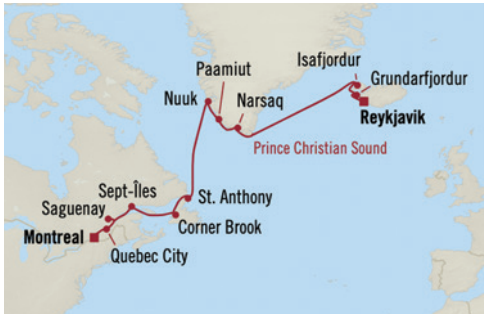 Isafjordur
Paamiut
Grundarfjordur
Nuuk
Narsaq
Reykjavik
Prince Christian Sound
Sept-Îles
St. Anthony
Saguenay
Corner Brook
Montreal
Quebec City